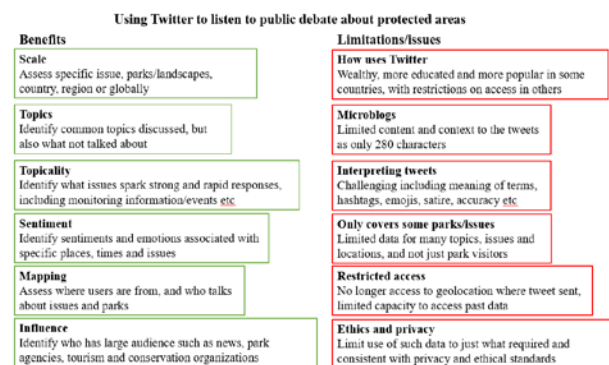 Using Twitter to listen to public debate about protected areas
Benefits
Scale
Assess specific issue, parks/landscapes,
country, region or globally
Topics
Identify common topics discussed, but
also what not talked about
Topicality
Identify what issues spark strong and rapid responses,
including monitoring information/events etc
Sentiment
Identify sentiments and emotions associated with
specific places, times and issues
Mapping
Assess where users are from, and who talks
about issues and parks
Influence
Identify who has large audience such as news, park
agencies, tourism and conservation organizations
Limitations/issues
How uses Twitter
Wealthy, more educated and more popular in some
countries, with restrictions on access in others
Microblogs
Limited content and context to the tweets
as only 280 characters
Interpreting tweets
Challenging including meaning of terms,
hashtags, emojis, satire, accuracy etc
Only covers some parks/issues
Limited data for many topics, issues and
locations, and not just park visitors
Restricted access
No longer access to geolocation where tweet sent,
limited capacity to access past data
Ethics and privacy
Limit use of such data to just what required and
consistent with privacy and ethical standards